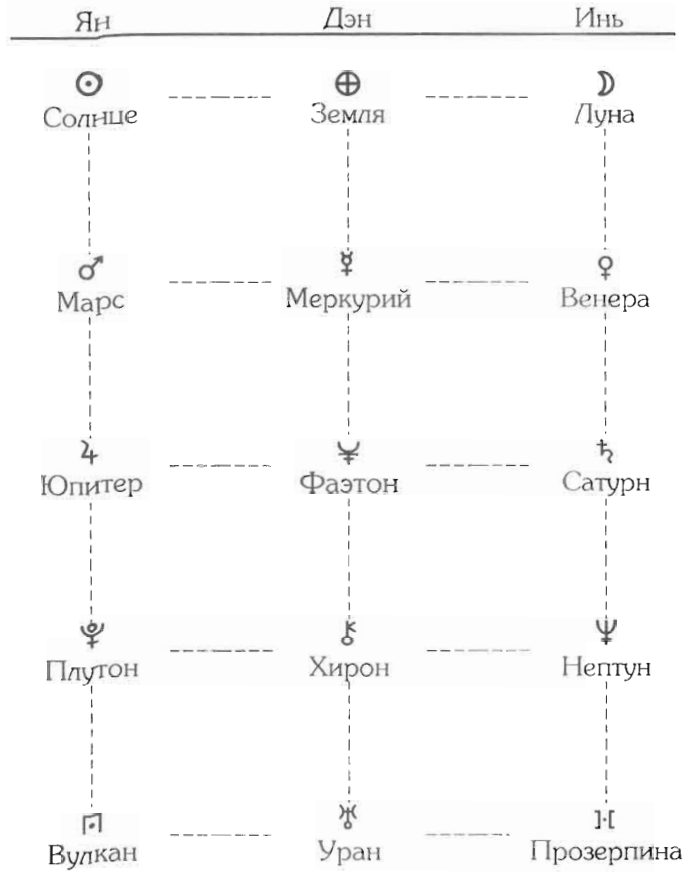 Ян Дэн Инь
Солнце Земля Луна
Марс Меркурий Венера
Юпитер Фаэтон Сатурн
Плутон Хирон Нептун
Вулкан Уран Прозерпина